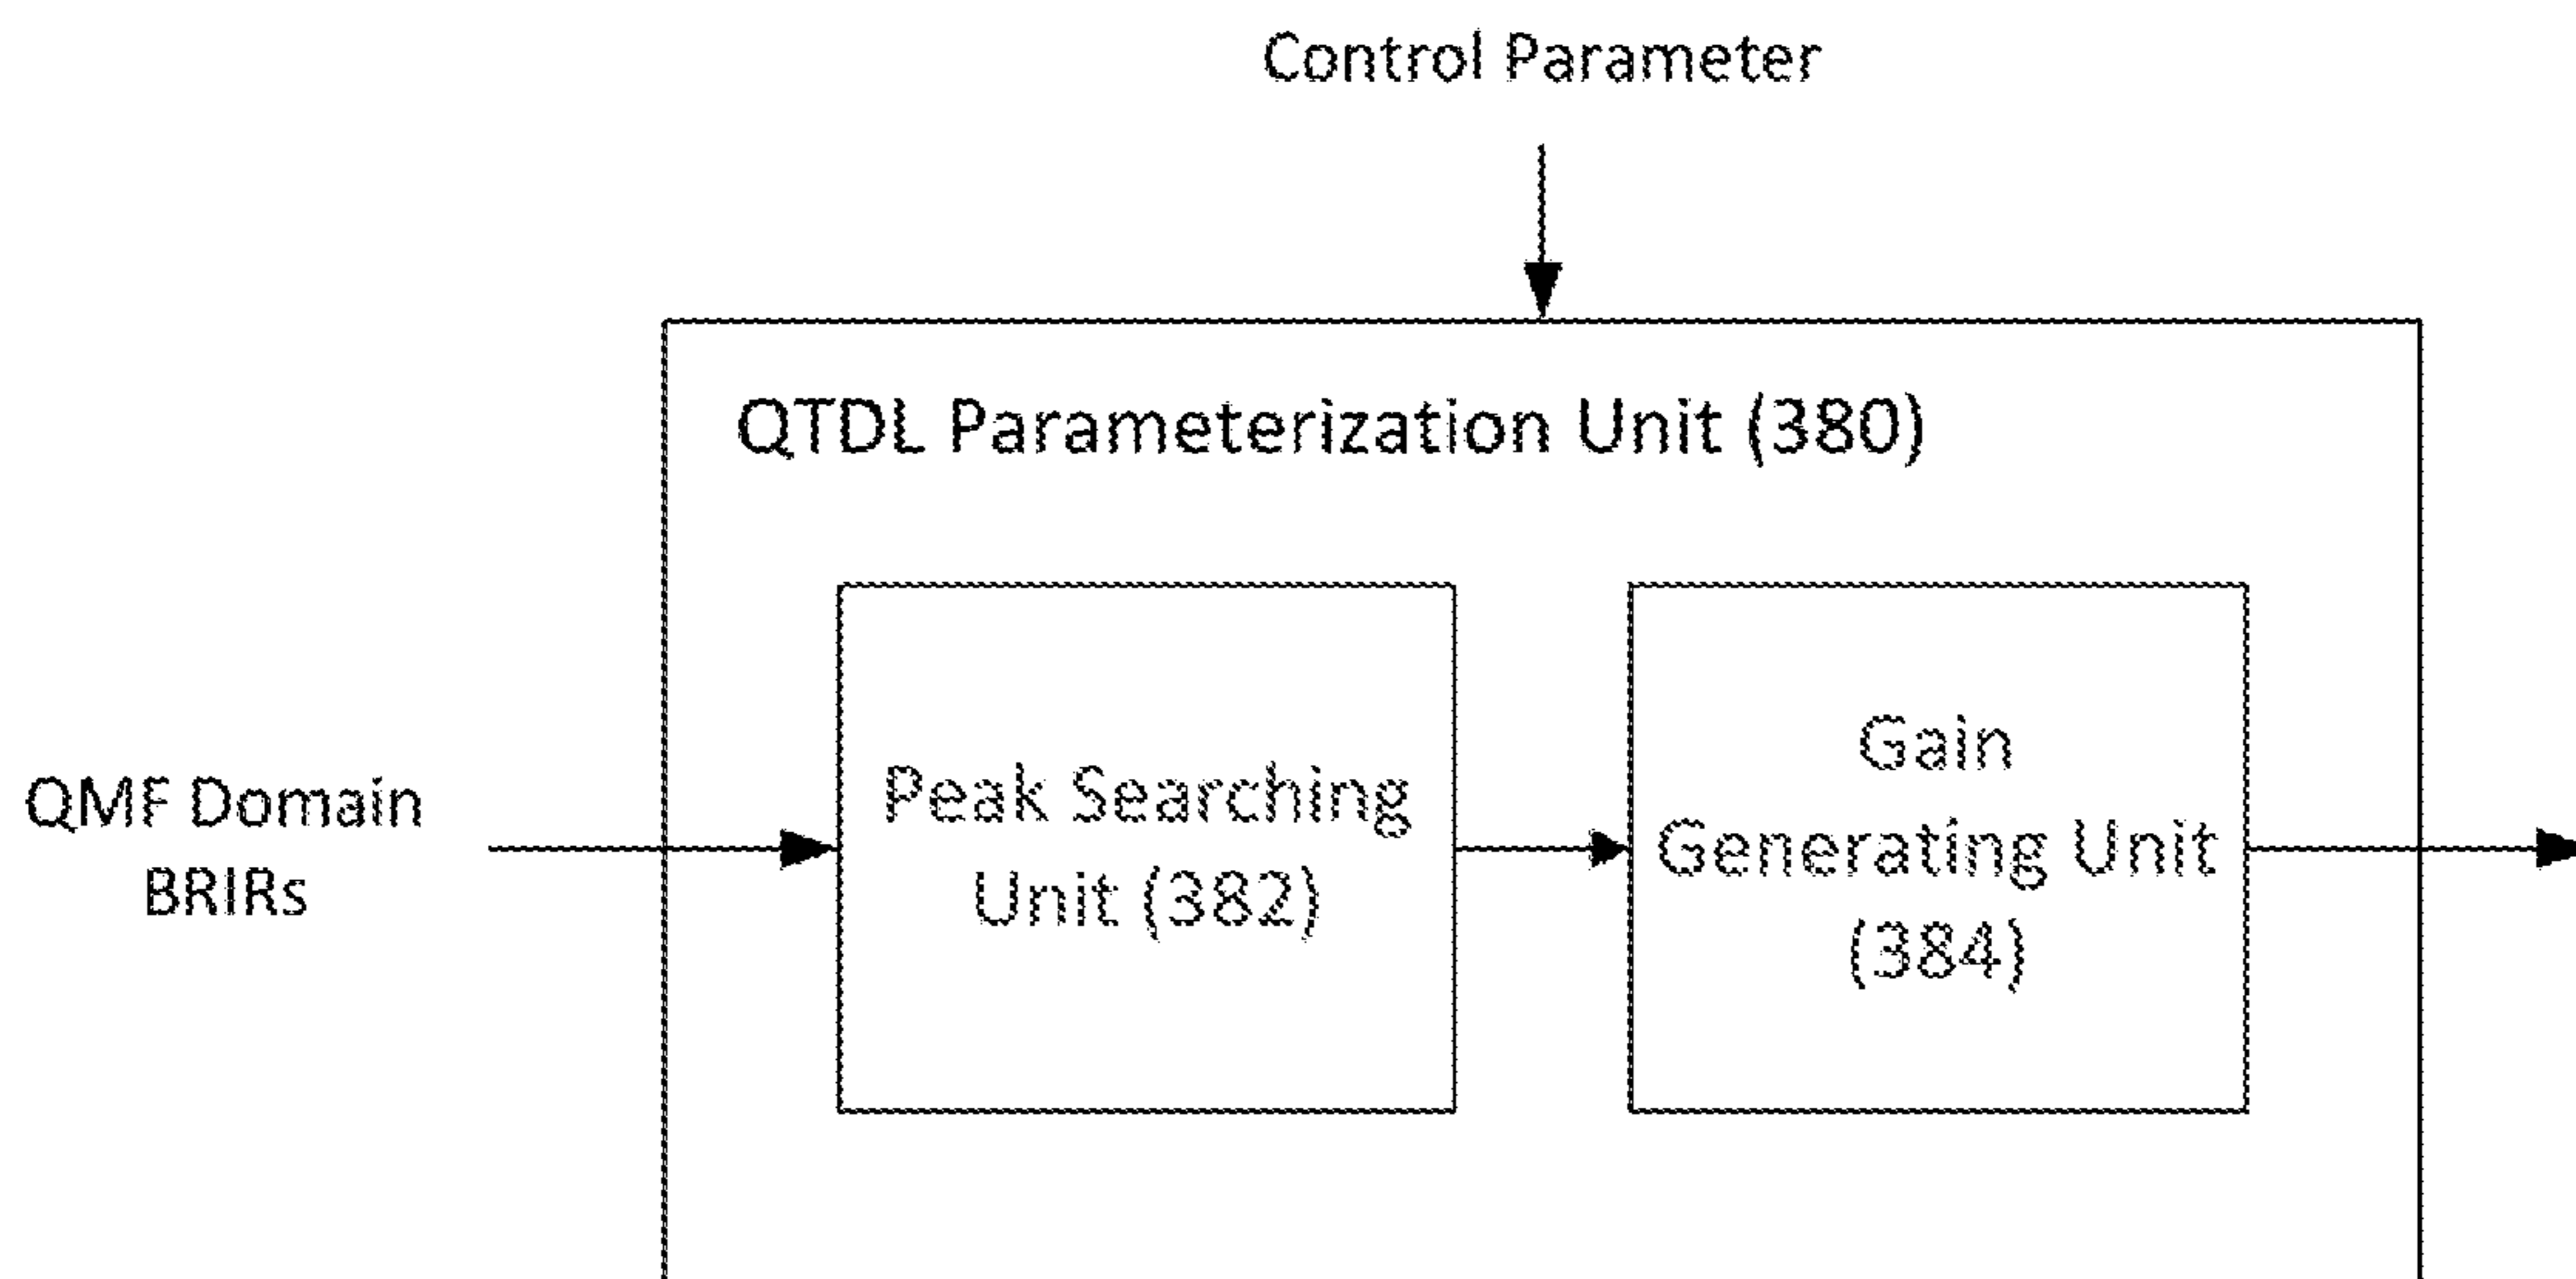 Control Parameter
QTDL Parameterization Unit (380)
QMF Domain
BRIRs
Peak Searching
Unit (382)
Gain
Generating Unit
(384)